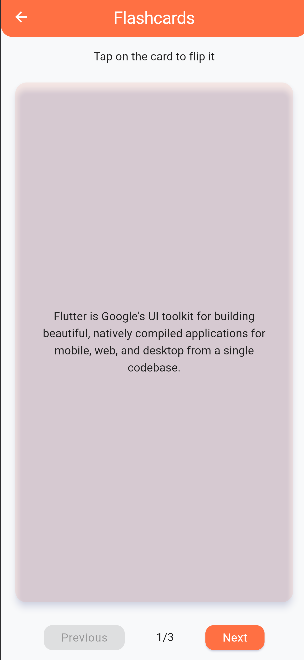 Flashcards
Tap on the card to flip it
Flutter is Google's UI toolkit for building
beautiful, natively compiled applications for
mobile, web, and desktop from a single
codebase.
Previous 1/3 Next